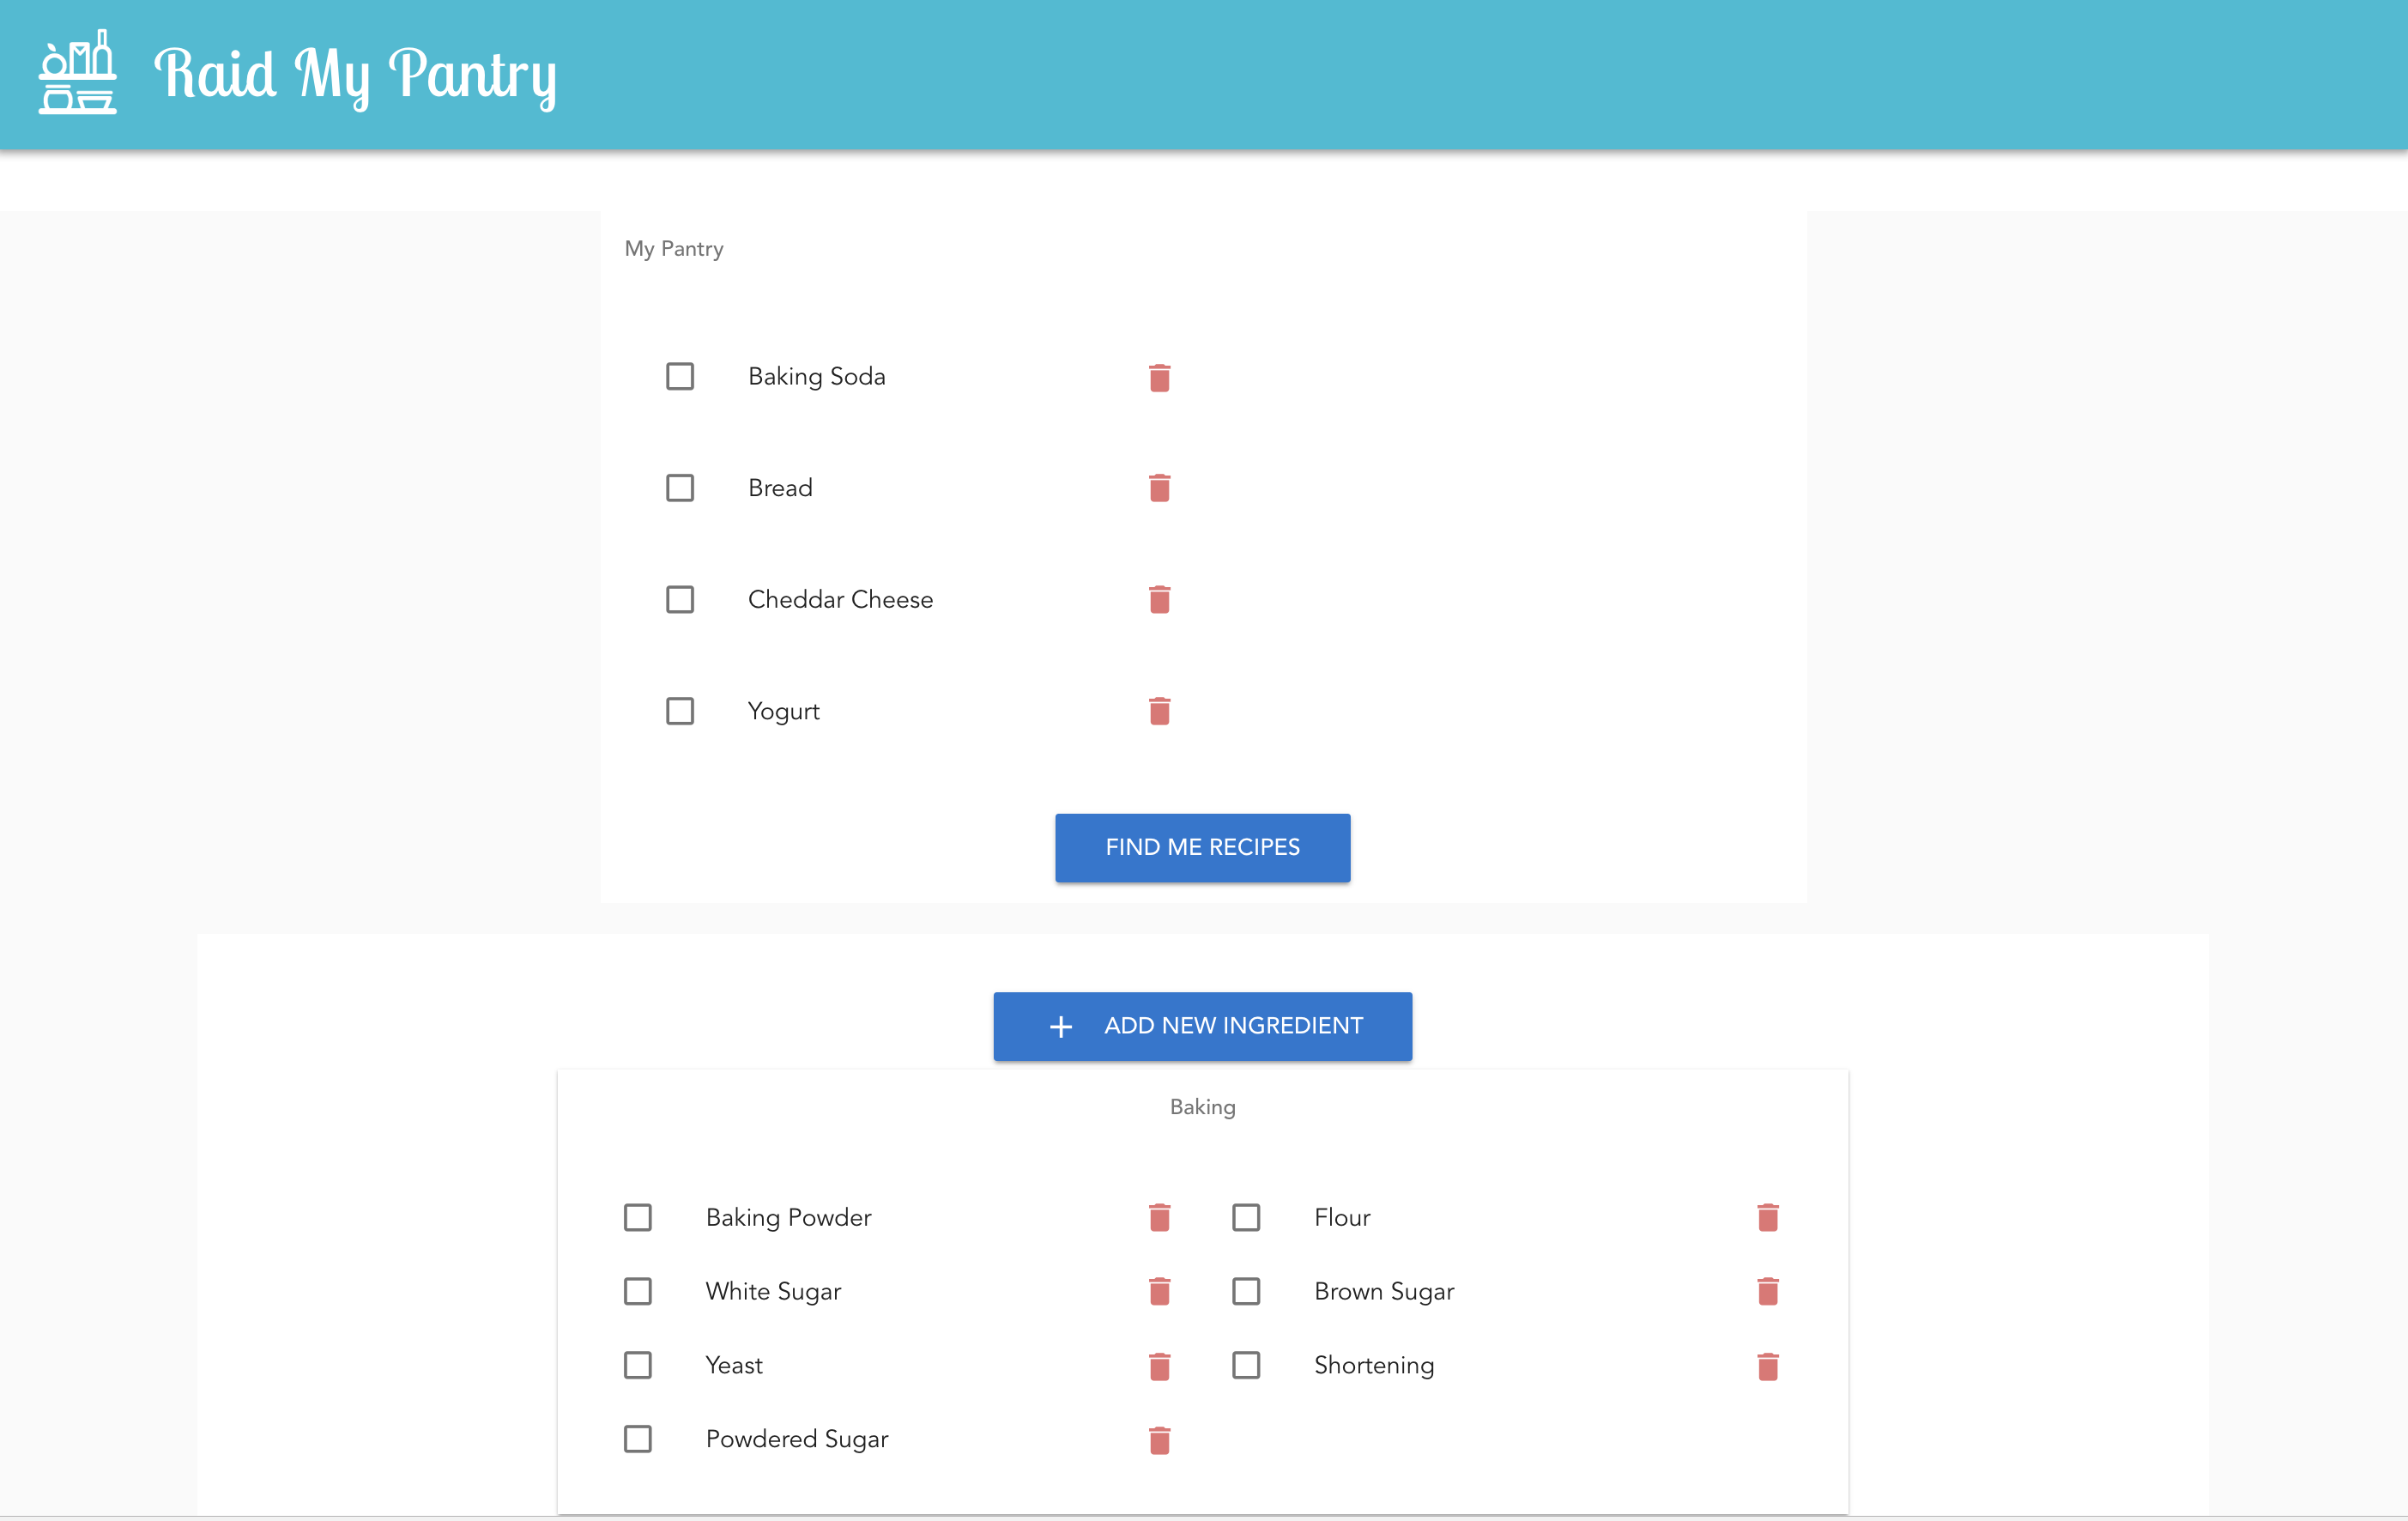 Raid My Pantry
My Pantry
Baking Soda
Bread
Cheddar Cheese
Yogurt
FIND ME RECIPES
ADD NEW INGREDIENT
Baking
Baking Powder
Flour
White Sugar
Brown Sugar
Yeast
Shortening
Powdered Sugar